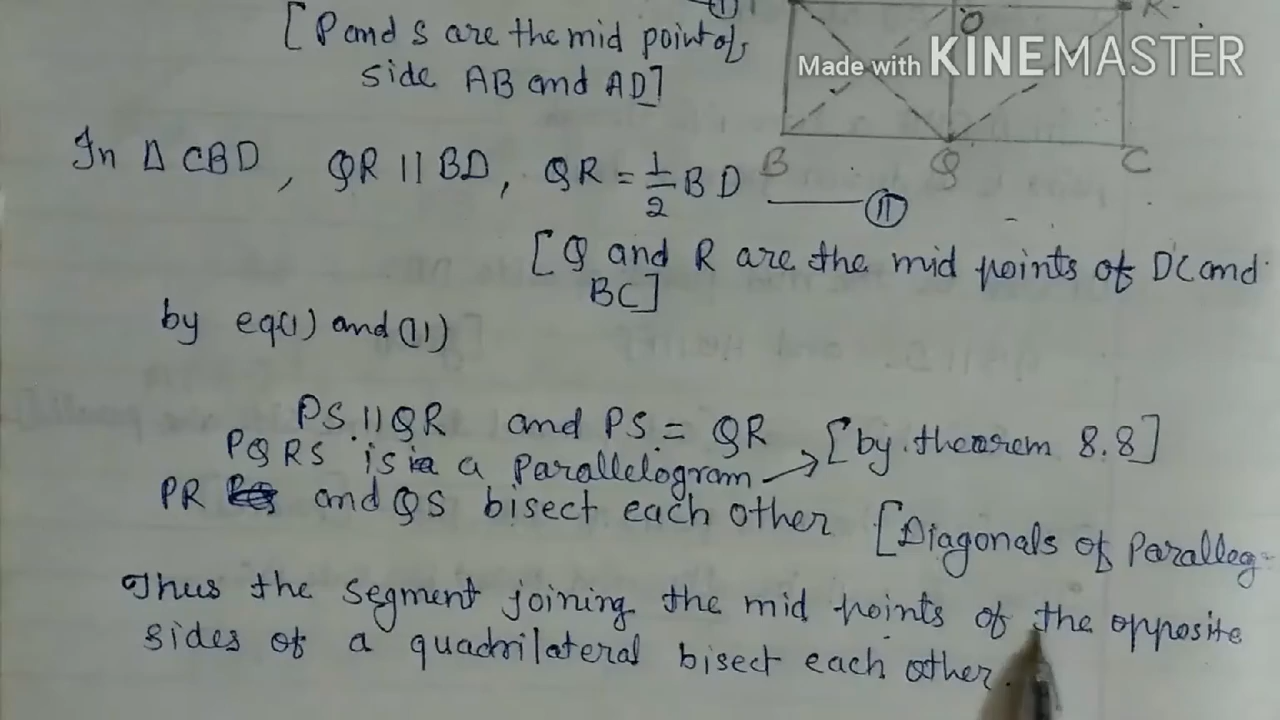 [P and S are the mid point of
side AB and AD]
O
R
Made with KINEMASTER
In Δ CBD, QR || BD, QR = 1/2 BD ——— (II)
B Q C
[Q and R are the mid points of DC and
BC]
by eq(1) and (11)
PS || QR and PS = QR
PQRS is a Parallelogram → [by theorem 8.8]
PR and QS bisect each other [Diagonals of Paralleg
Thus the segment joining the mid points of the opposite
sides of a quadrilateral bisect each other.